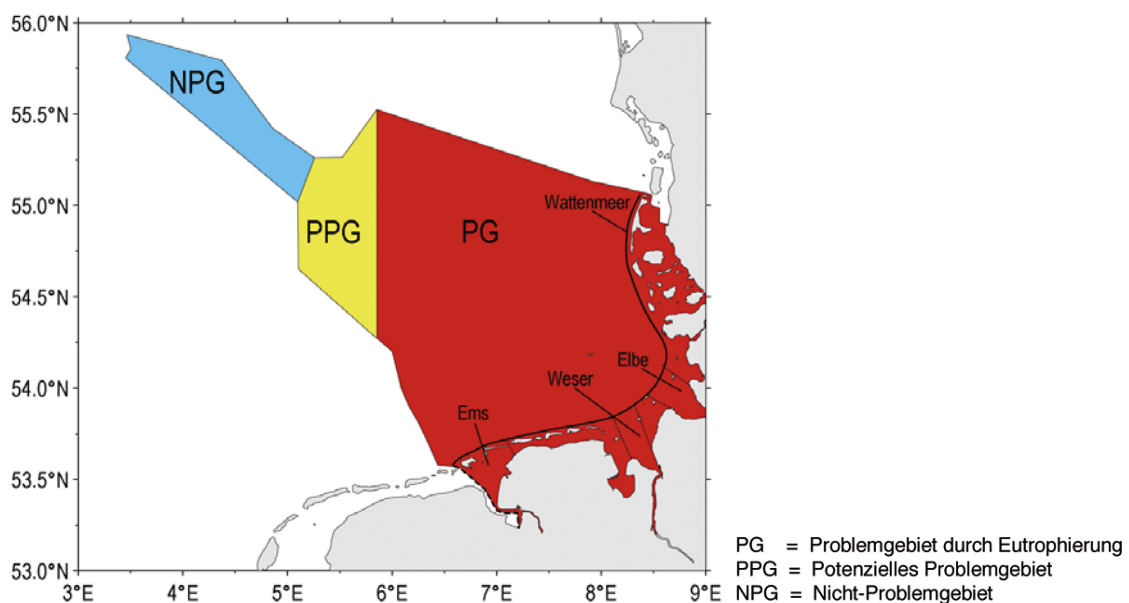 56.0°N
NPG
55.5°N
55.0°N
Wattenmeer
PPG
PG
54.5°N
Elbe
54.0°N
Weser
Ems
53.5°N
53.0°N
3°E 4°E 5°E 6°E 7°E 8°E 9°E
PG = Problemgebiet durch Eutrophierung
PPG = Potenzielles Problemgebiet
NPG = Nicht-Problemgebiet